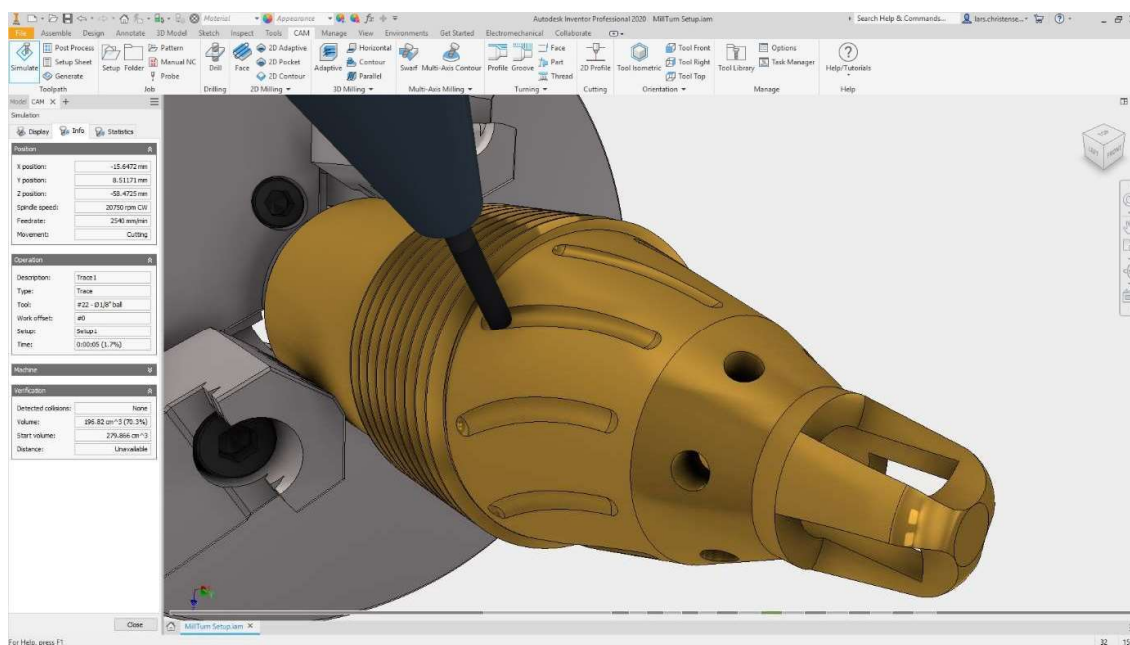 Material
Appearance
fx
Autodesk Inventor Professional 2020 MillTurn Setup.iam
Search Help & Commands...
lars.christense...
File Assemble Design Annotate 3D Model Sketch Inspect Tools CAM Manage View Environments Get Started Electromechanical Collaborate
Simulate
Post Process
Setup Sheet
Generate
Toolpath
Setup Folder
Pattern
Manual NC
Probe
Job
Drill
Drilling
Face
2D Adaptive
2D Pocket
2D Contour
2D Milling
Adaptive
Horizontal
Contour
Parallel
3D Milling
Swarf Multi-Axis Contour
Multi-Axis Milling
Profile Groove
Face
Part
Thread
Turning
2D Profile
Cutting
Tool Isometric
Tool Front
Tool Right
Tool Top
Orientation
Tool Library
Options
Task Manager
Manage
Help/Tutorials
Help
Model CAM
Simulation
Display Info Statistics
Position
X position: -15.6472 mm
Y position: 8.51171 mm
Z position: -58.4725 mm
Spindle speed: 20750 rpm CW
Feedrate: 2540 mm/min
Movement: Cutting
Operation
Description: Trace1
Type: Trace
Tool: #22 - Ø1/8" ball
Work offset: #0
Setup: Setup1
Time: 0:00:05 (1.7%)
Machine
Verification
Detected collisions: None
Volume: 196.82 cm^3 (70.3%)
Start volume: 279.866 cm^3
Distance: Unavailable
Close
TOP
LEFT
FRONT
MillTurn Setup.iam
For Help, press F1
32 15